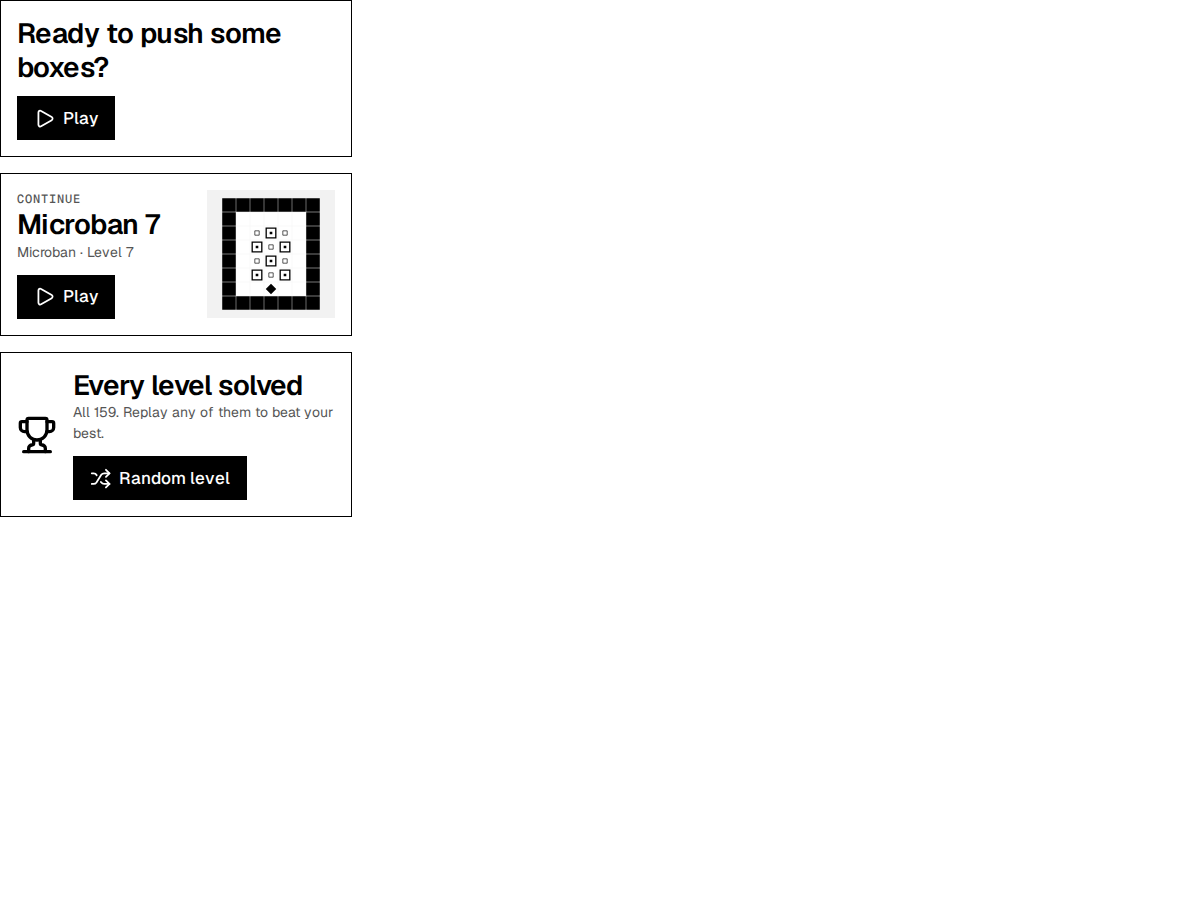 Ready to push some
boxes?
Play
CONTINUE
Microban 7
Microban · Level 7
Play
Every level solved
All 159. Replay any of them to beat your
best.
Random level